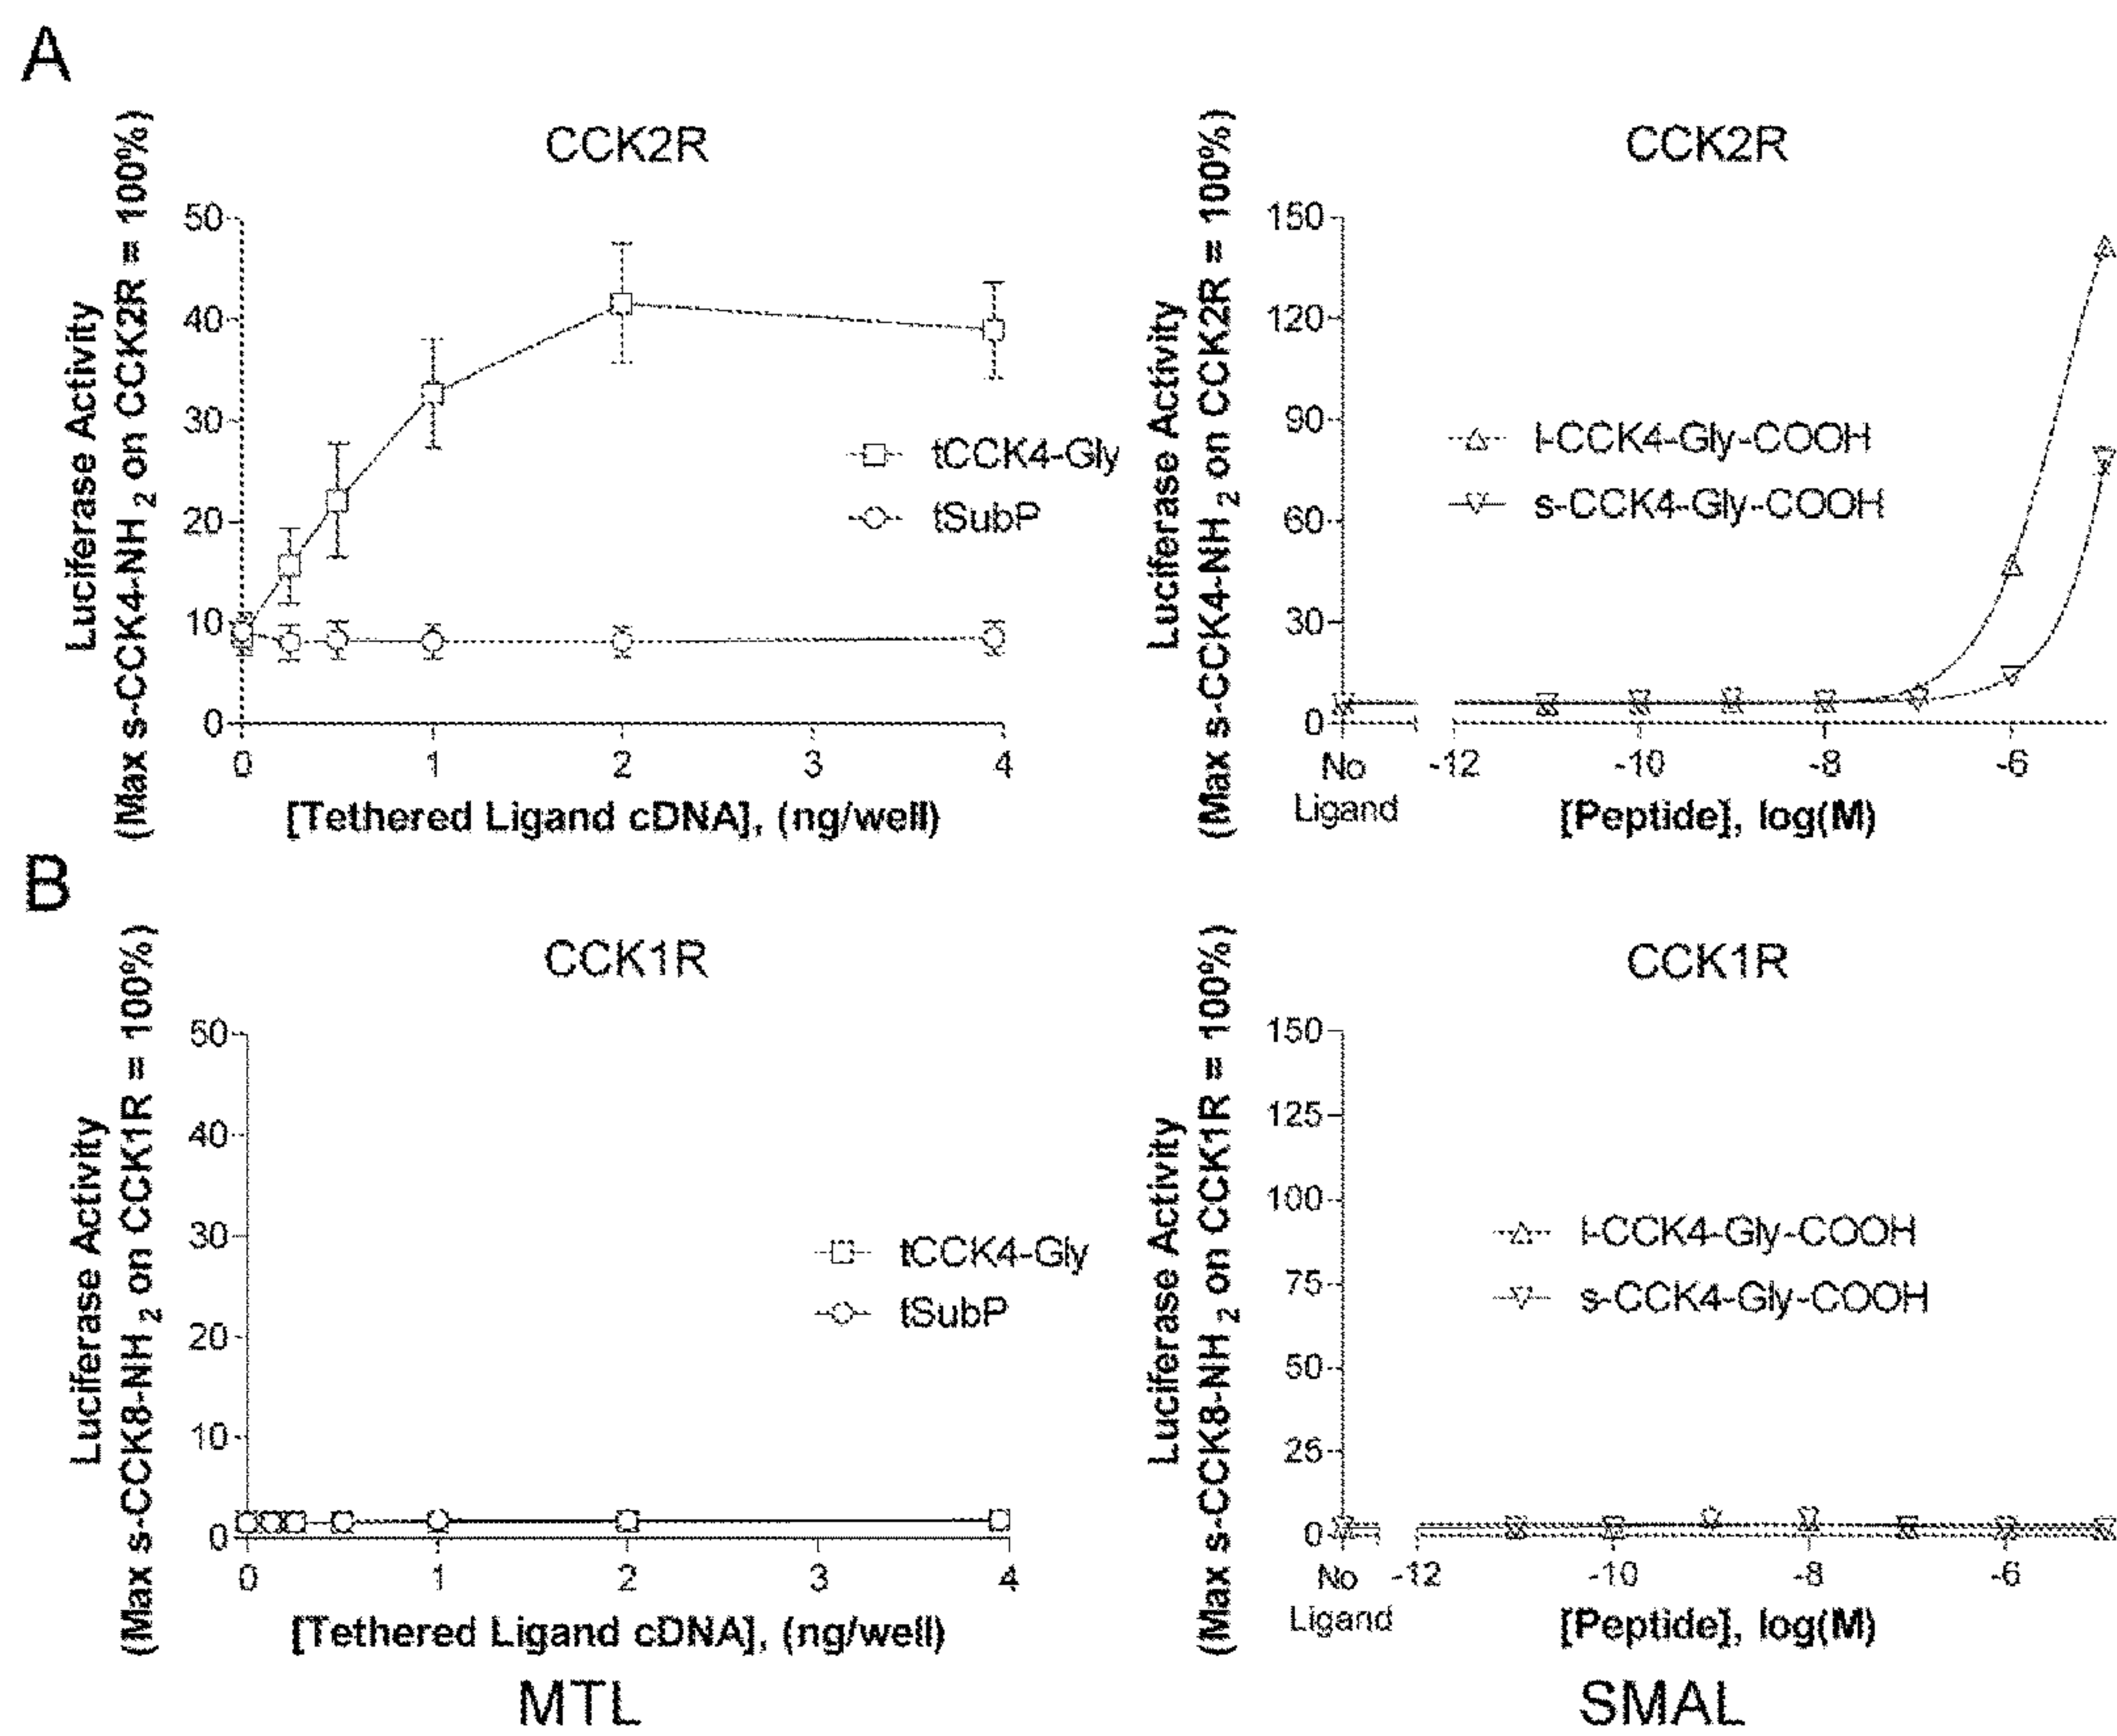 A
CCK2R
Luciferase Activity
(Max s-CCK4-NH2 on CCK2R = 100%)
50
40
30
20
10
0
0 1 2 3 4
[Tethered Ligand cDNA], (ng/well)
tCCK4-Gly
tSubP
CCK2R
Luciferase Activity
(Max s-CCK4-NH2 on CCK2R = 100%)
150
120
90
60
30
0
No Ligand
-12 -10 -8 -6
[Peptide], log(M)
l-CCK4-Gly-COOH
s-CCK4-Gly-COOH
B
CCK1R
Luciferase Activity
(Max s-CCK8-NH2 on CCK1R = 100%)
50
40
30
20
10
0
0 1 2 3 4
[Tethered Ligand cDNA], (ng/well)
tCCK4-Gly
tSubP
MTL
CCK1R
Luciferase Activity
(Max s-CCK8-NH2 on CCK1R = 100%)
150
125
100
75
50
25
0
No Ligand
-12 -10 -8 -6
[Peptide], log(M)
l-CCK4-Gly-COOH
s-CCK4-Gly-COOH
SMAL